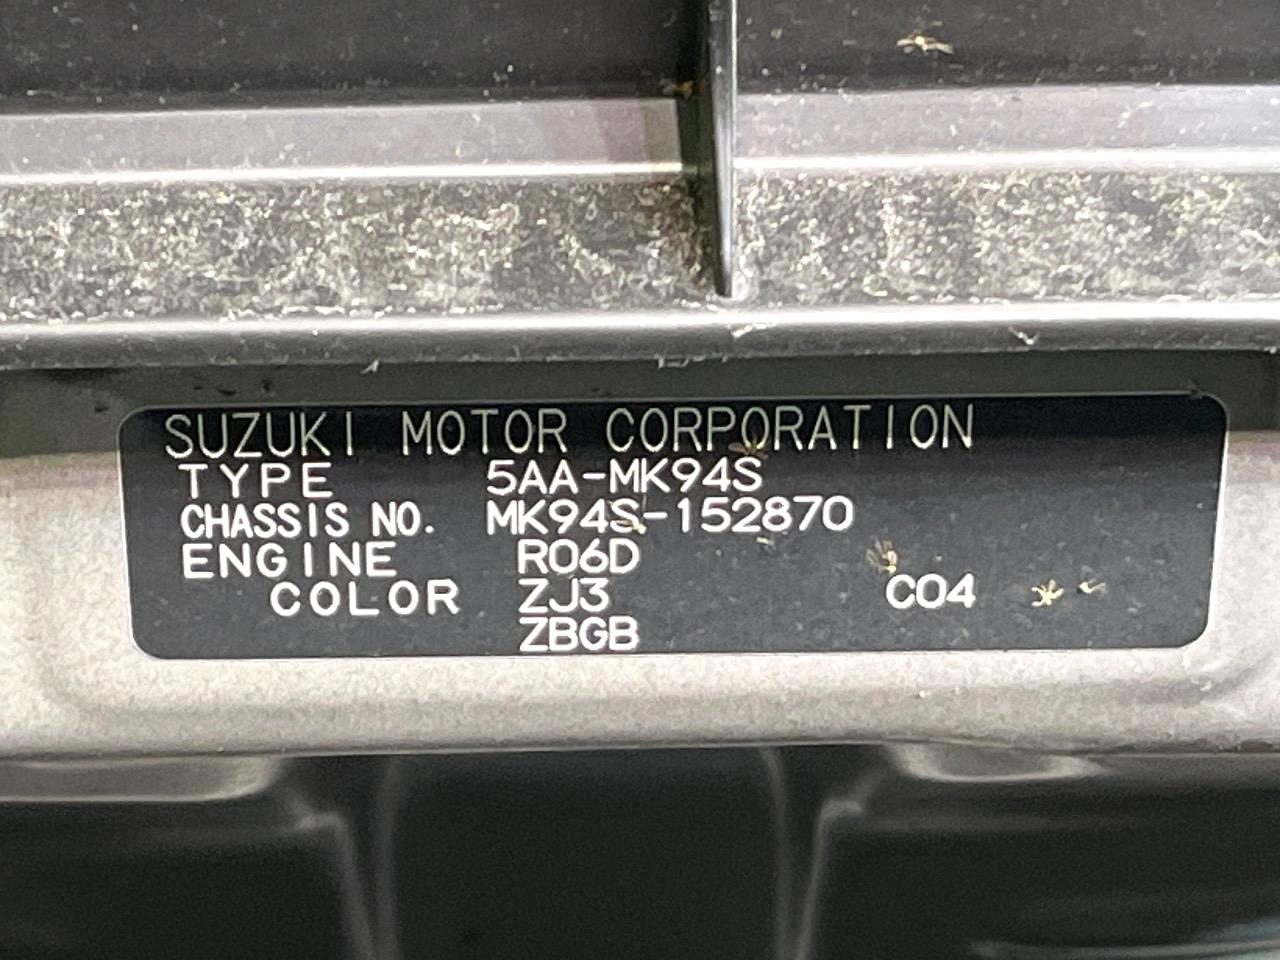 SUZUKI MOTOR CORPORATION
TYPE 5AA-MK94S
CHASSIS NO. MK94S-152870
ENGINE R06D
COLOR ZJ3 C04
ZBGB